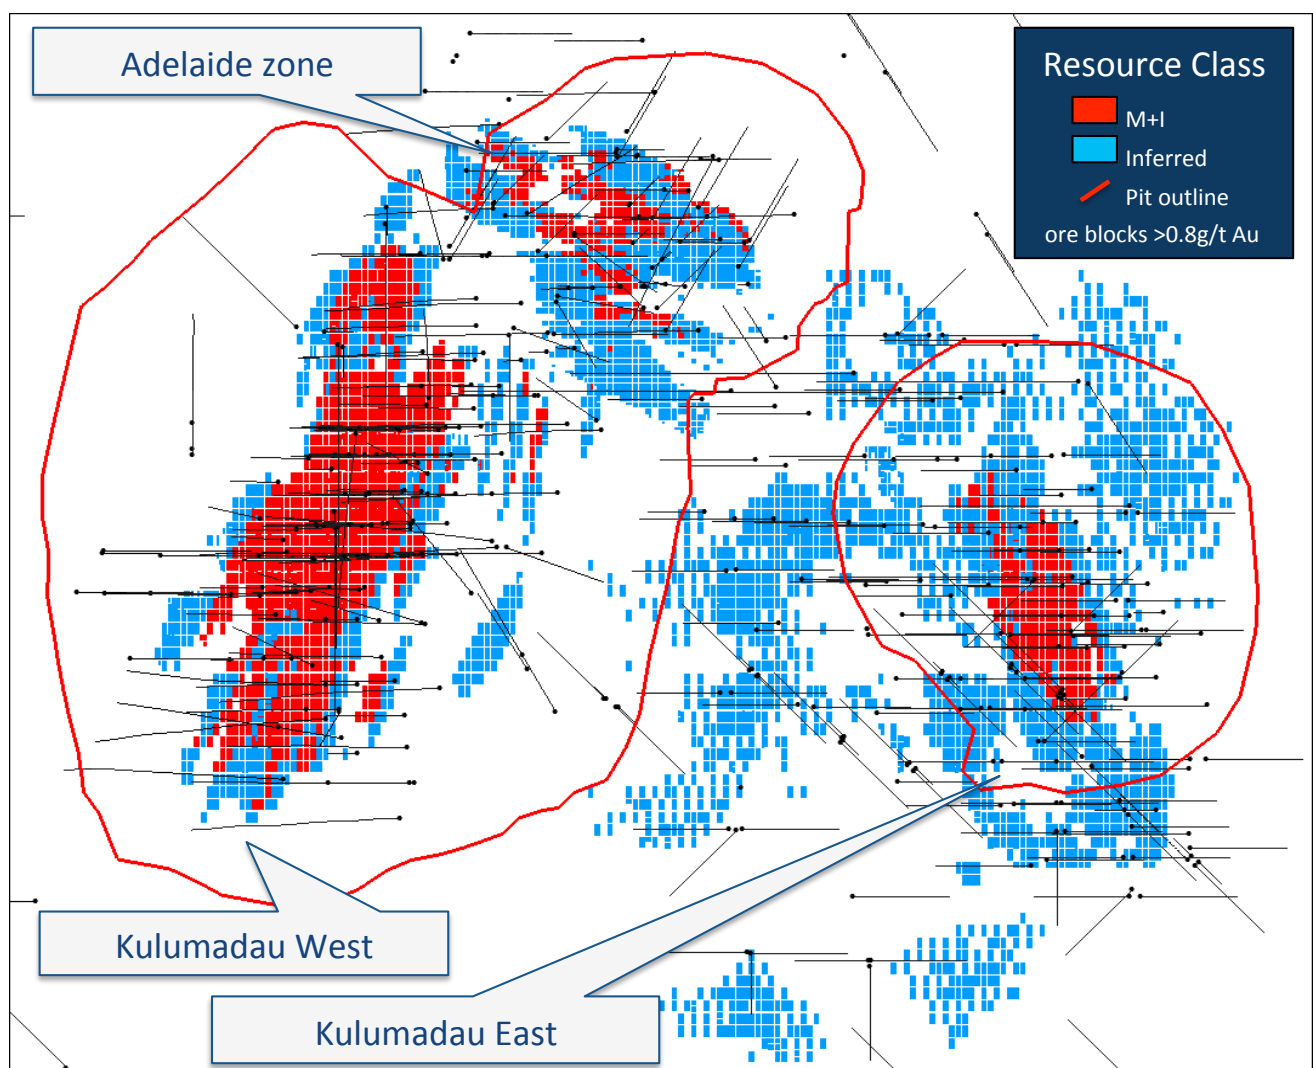 Adelaide zone
Resource Class
M+I
Inferred
Pit outline
ore blocks >0.8g/t Au
Kulumadau West
Kulumadau East